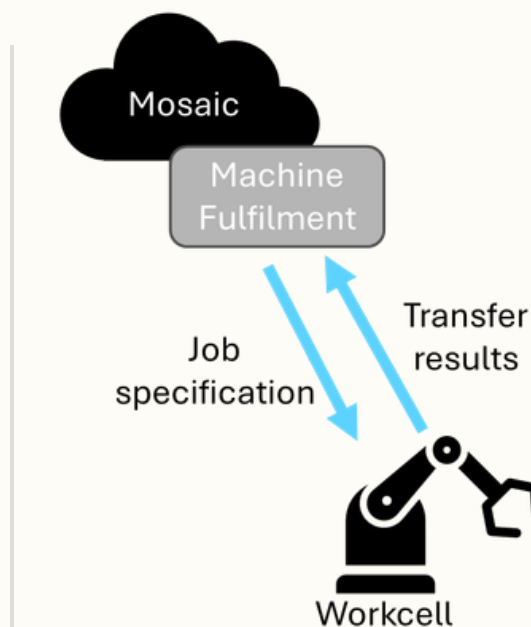 Mosaic
Machine
Fulfilment
Job
specification
Transfer
results
Workcell